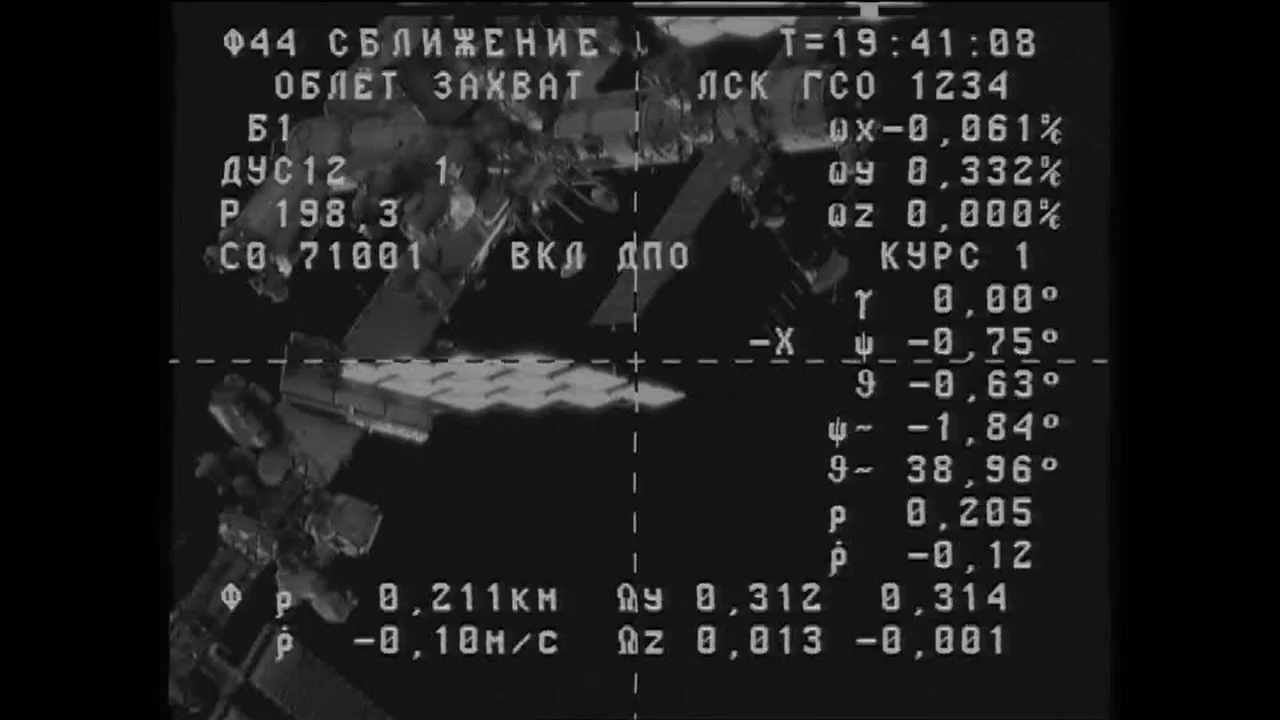 Ф44 СБЛИЖЕНИЕ T=19:41:08
ОБЛЁТ ЗАХВАТ ЛСК ГСО 1234
Б1 ωx-0,061%
ДУС12 1 ωy 0,332%
P 198,3 ωz 0,000%
СО 71001 ВКЛ ДПО КУРС 1
γ 0,00°
-X ψ -0,75°
ϑ -0,63°
ψ~ -1,84°
ϑ~ 38,96°
ρ 0,205
ρ̇ -0,12
Ф ρ 0,211км Ωy 0,312 0,314
ρ̇ -0,10м/с Ωz 0,013 -0,001